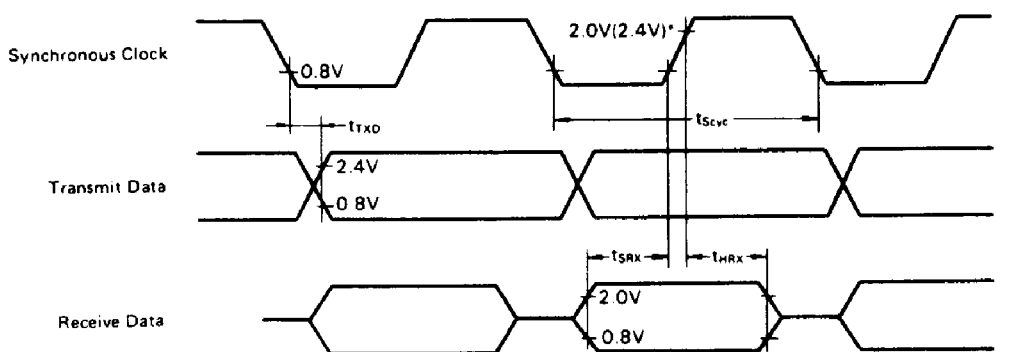 2.0V(2.4V)*
Synchronous Clock
0.8V
tScyc
tTXD
2.4V
Transmit Data
0.8V
tSRX
tHRX
2.0V
Receive Data
0.8V